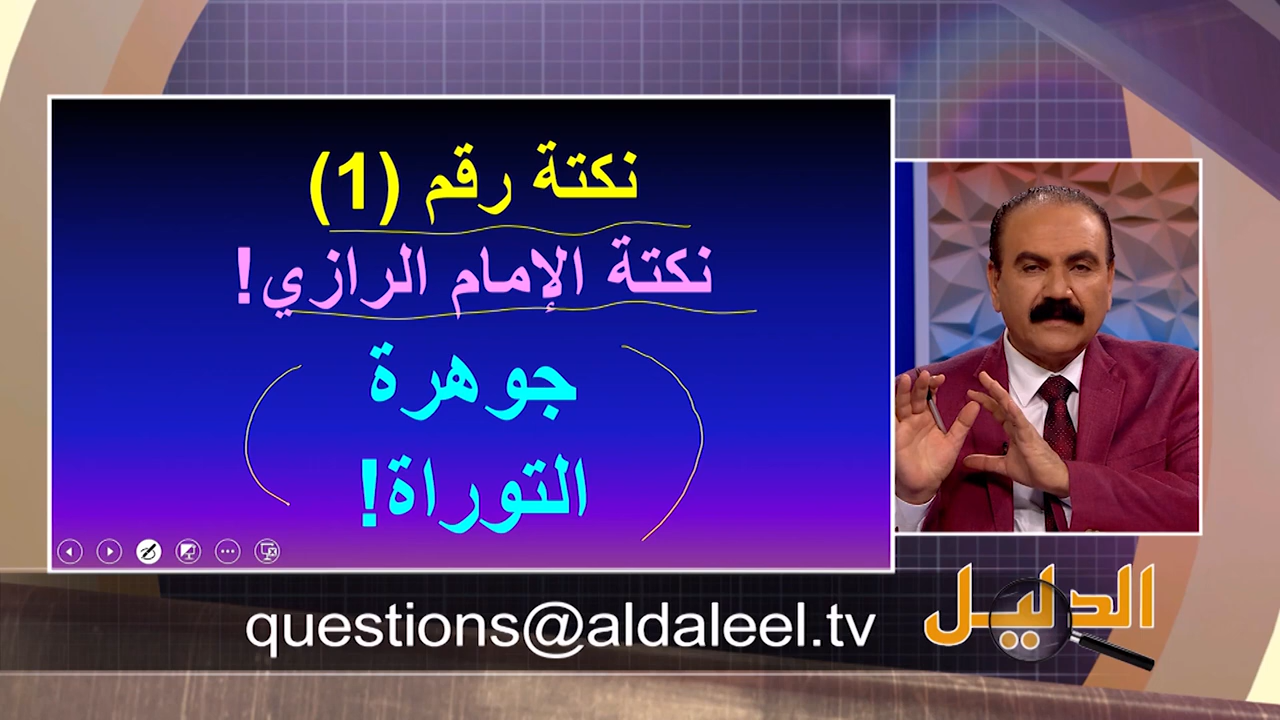 نكتة رقم (1)
نكتة الإمام الرازي!
جوهرة
التوراة!
questions@aldaleel.tv
الدليل